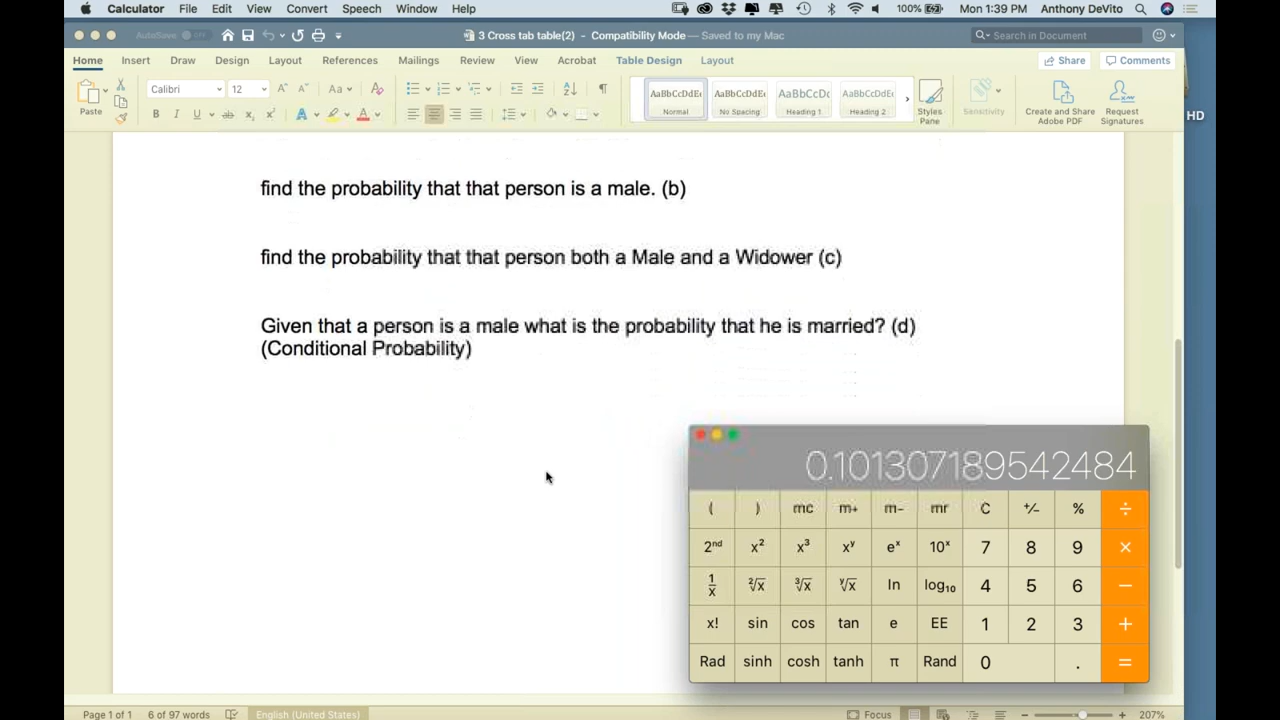 Calculator File Edit View Convert Speech Window Help 100% Mon 1:39 PM Anthony DeVito
AutoSave OFF 3 Cross tab table(2) - Compatibility Mode — Saved to my Mac Search in Document
Home Insert Draw Design Layout References Mailings Review View Acrobat Table Design Layout Share Comments
Paste Calibri 12 A A Aa A AaBbCcDdEe AaBbCcDdEe AaBbCcDc AaBbCcDdEe
B I U ab x2 x2 A A Normal No Spacing Heading 1 Heading 2 Styles Pane Sensitivity Create and Share Adobe PDF Request Signatures
HD
find the probability that that person is a male. (b)
find the probability that that person both a Male and a Widower (c)
Given that a person is a male what is the probability that he is married? (d)
(Conditional Probability)
0.101307189542484
( ) mc m+ m- mr C +/- % ÷
2nd x² x³ xʸ eˣ 10ˣ 7 8 9 ×
1/x ²√x ³√x ʸ√x ln log₁₀ 4 5 6 −
x! sin cos tan e EE 1 2 3 +
Rad sinh cosh tanh π Rand 0 . =
Page 1 of 1 6 of 97 words English (United States) Focus 207%